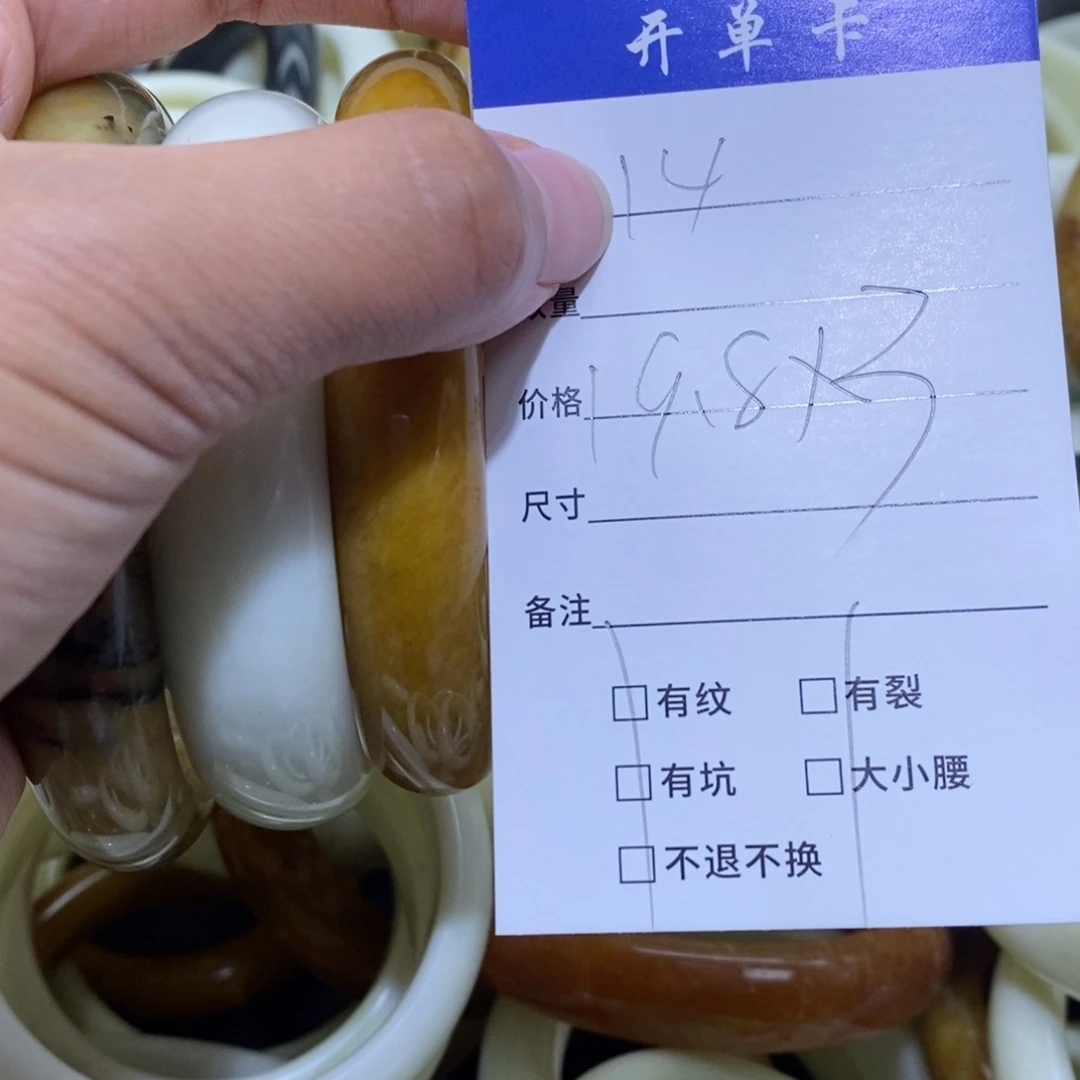 开单卡
14
量
价格 19.8×3
尺寸
备注
有纹 有裂
有坑 大小腰
不退不换